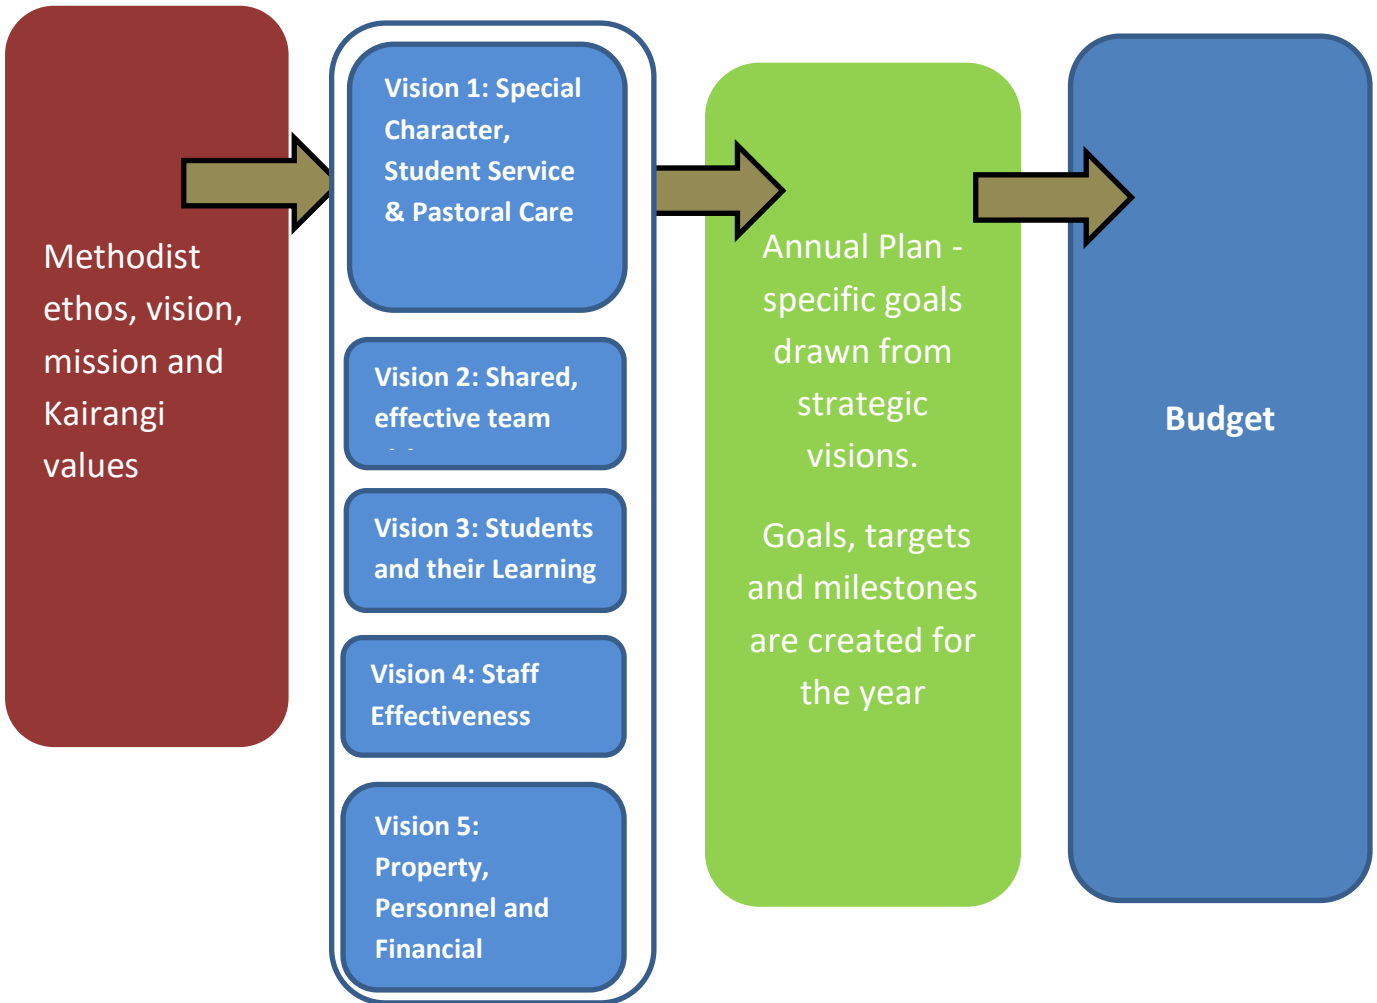 Methodist
ethos, vision,
mission and
Kairangi
values
Vision 1: Special
Character,
Student Service
& Pastoral Care
Vision 2: Shared,
effective team
Vision 3: Students
and their Learning
Vision 4: Staff
Effectiveness
Vision 5:
Property,
Personnel and
Financial
Annual Plan -
specific goals
drawn from
strategic
visions.
Goals, targets
and milestones
are created for
the year
Budget